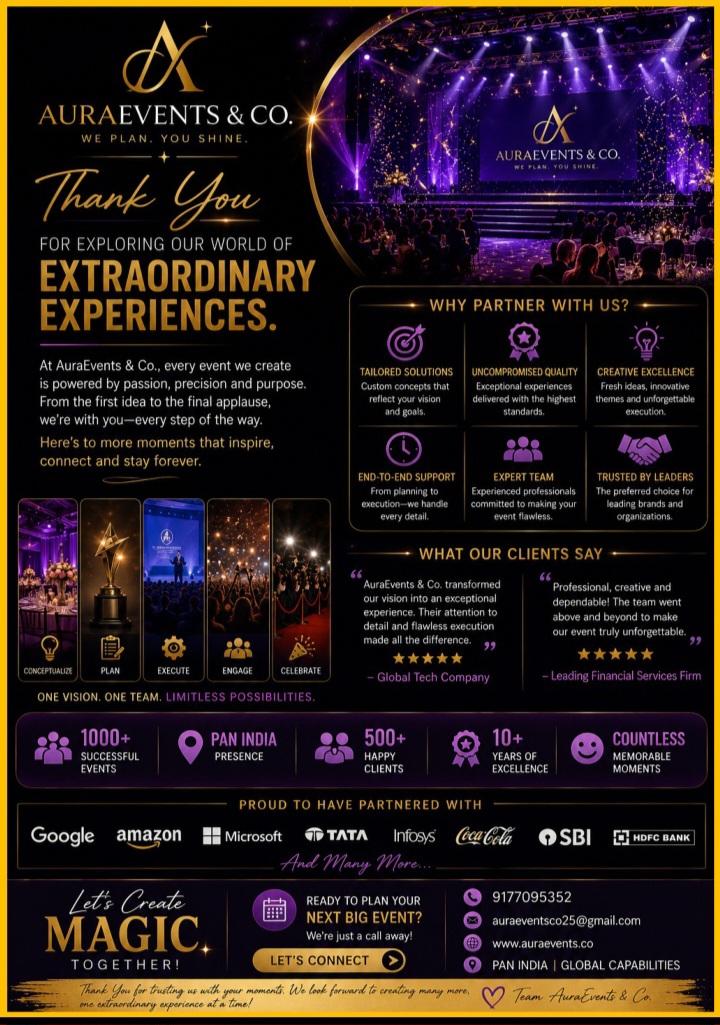 AURAEVENTS & CO.
WE PLAN. YOU SHINE.
Thank You
FOR EXPLORING OUR WORLD OF
EXTRAORDINARY
EXPERIENCES.
At AuraEvents & Co., every event we create
is powered by passion, precision and purpose.
From the first idea to the final applause,
we're with you—every step of the way.
Here's to more moments that inspire,
connect and stay forever.
AURAEVENTS & CO.
WE PLAN. YOU SHINE.
WHY PARTNER WITH US?
TAILORED SOLUTIONS
Custom concepts that
reflect your vision
and goals.
UNCOMPROMISED QUALITY
Exceptional experiences
delivered with the highest
standards.
CREATIVE EXCELLENCE
Fresh ideas, innovative
themes and unforgettable
execution.
END-TO-END SUPPORT
From planning to
execution—we handle
every detail.
EXPERT TEAM
Experienced professionals
committed to making your
event flawless.
TRUSTED BY LEADERS
The preferred choice for
leading brands and
organizations.
CONCEPTUALIZE
PLAN
EXECUTE
ENGAGE
CELEBRATE
ONE VISION. ONE TEAM. LIMITLESS POSSIBILITIES.
WHAT OUR CLIENTS SAY
“AuraEvents & Co. transformed
our vision into an exceptional
experience. Their attention to
detail and flawless execution
made all the difference.”
– Global Tech Company
“Professional, creative and
dependable! The team went
above and beyond to make
our event truly unforgettable.”
– Leading Financial Services Firm
1000+
SUCCESSFUL
EVENTS
PAN INDIA
PRESENCE
500+
HAPPY
CLIENTS
10+
YEARS OF
EXCELLENCE
COUNTLESS
MEMORABLE
MOMENTS
PROUD TO HAVE PARTNERED WITH
Google amazon Microsoft TATA Infosys Coca-Cola SBI HDFC BANK
And Many More...
Let's Create
MAGIC
TOGETHER!
READY TO PLAN YOUR
NEXT BIG EVENT?
We're just a call away!
LET'S CONNECT
9177095352
auraeventsco25@gmail.com
www.auraevents.co
PAN INDIA | GLOBAL CAPABILITIES
Thank You for trusting us with your moments. We look forward to creating many more,
one extraordinary experience at a time!
Team AuraEvents & Co.